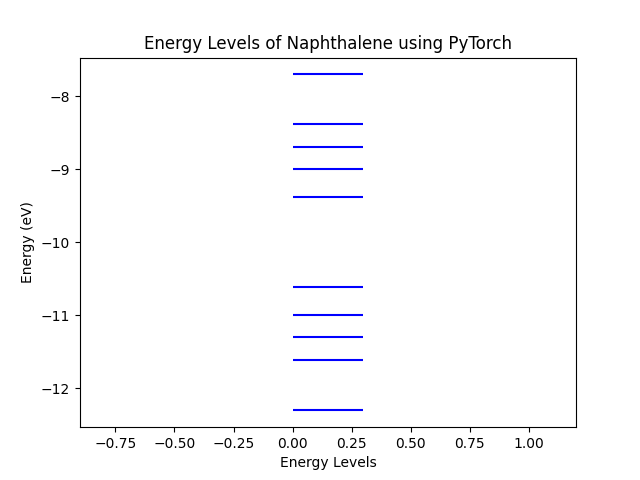 Energy Levels of Naphthalene using PyTorch
Energy (eV)
−8
−9
−10
−11
−12
−0.75 −0.50 −0.25 0.00 0.25 0.50 0.75 1.00
Energy Levels